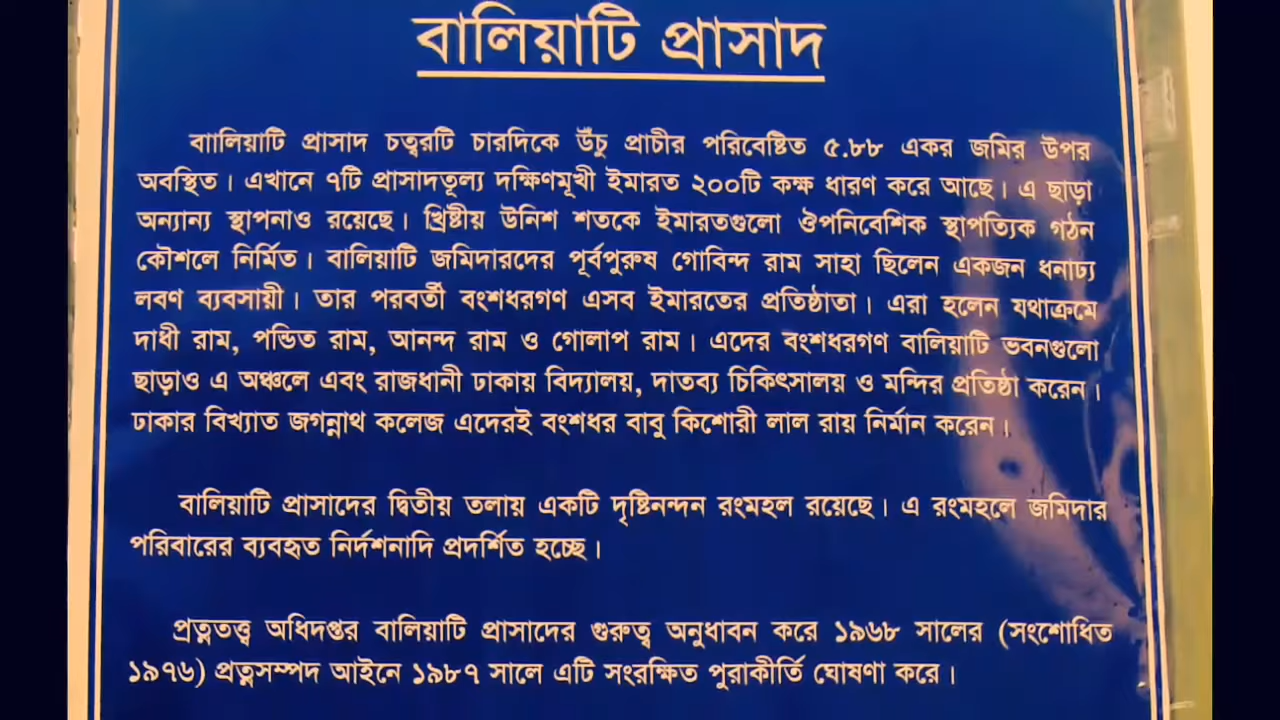 বালিয়াটি প্রাসাদ
বাালিয়াটি প্রাসাদ চত্বরটি চারদিকে উঁচু প্রাচীর পরিবেষ্টিত ৫.৮৮ একর জমির উপর
অবস্থিত। এখানে ৭টি প্রাসাদতূল্য দক্ষিণমূখী ইমারত ২০০টি কক্ষ ধারণ করে আছে। এ ছাড়া
অন্যান্য স্থাপনাও রয়েছে। খ্রিষ্টীয় উনিশ শতকে ইমারতগুলো ঔপনিবেশিক স্থাপত্যিক গঠন
কৌশলে নির্মিত। বালিয়াটি জমিদারদের পূর্বপুরুষ গোবিন্দ রাম সাহা ছিলেন একজন ধনাঢ্য
লবণ ব্যবসায়ী। তার পরবর্তী বংশধরগণ এসব ইমারতের প্রতিষ্ঠাতা। এরা হলেন যথাক্রমে
দাধী রাম, পন্ডিত রাম, আনন্দ রাম ও গোলাপ রাম। এদের বংশধরগণ বালিয়াটি ভবনগুলো
ছাড়াও এ অঞ্চলে এবং রাজধানী ঢাকায় বিদ্যালয়, দাতব্য চিকিৎসালয় ও মন্দির প্রতিষ্ঠা করেন।
ঢাকার বিখ্যাত জগন্নাথ কলেজ এদেরই বংশধর বাবু কিশোরী লাল রায় নির্মান করেন।
বালিয়াটি প্রাসাদের দ্বিতীয় তলায় একটি দৃষ্টিনন্দন রংমহল রয়েছে। এ রংমহলে জমিদার
পরিবারের ব্যবহৃত নির্দশনাদি প্রদর্শিত হচ্ছে।
প্রত্নতত্ত্ব অধিদপ্তর বালিয়াটি প্রাসাদের গুরুত্ব অনুধাবন করে ১৯৬৮ সালের (সংশোধিত
১৯৭৬) প্রত্নসম্পদ আইনে ১৯৮৭ সালে এটি সংরক্ষিত পুরাকীর্তি ঘোষণা করে।